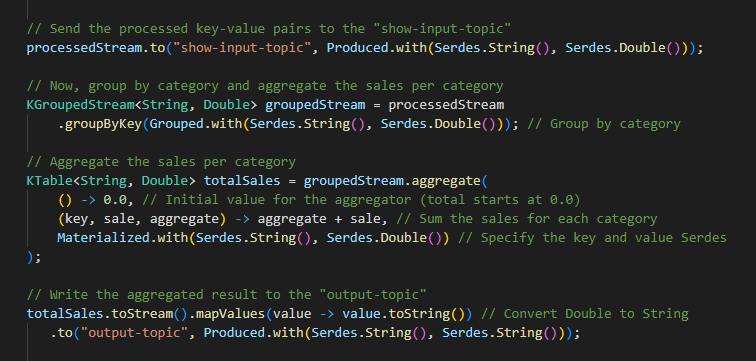 // Send the processed key-value pairs to the "show-input-topic"
processedStream.to("show-input-topic", Produced.with(Serdes.String(), Serdes.Double()));
// Now, group by category and aggregate the sales per category
KGroupedStream<String, Double> groupedStream = processedStream
.groupByKey(Grouped.with(Serdes.String(), Serdes.Double())); // Group by category
// Aggregate the sales per category
KTable<String, Double> totalSales = groupedStream.aggregate(
() -> 0.0, // Initial value for the aggregator (total starts at 0.0)
(key, sale, aggregate) -> aggregate + sale, // Sum the sales for each category
Materialized.with(Serdes.String(), Serdes.Double()) // Specify the key and value Serdes
);
// Write the aggregated result to the "output-topic"
totalSales.toStream().mapValues(value -> value.toString()) // Convert Double to String
.to("output-topic", Produced.with(Serdes.String(), Serdes.String()));